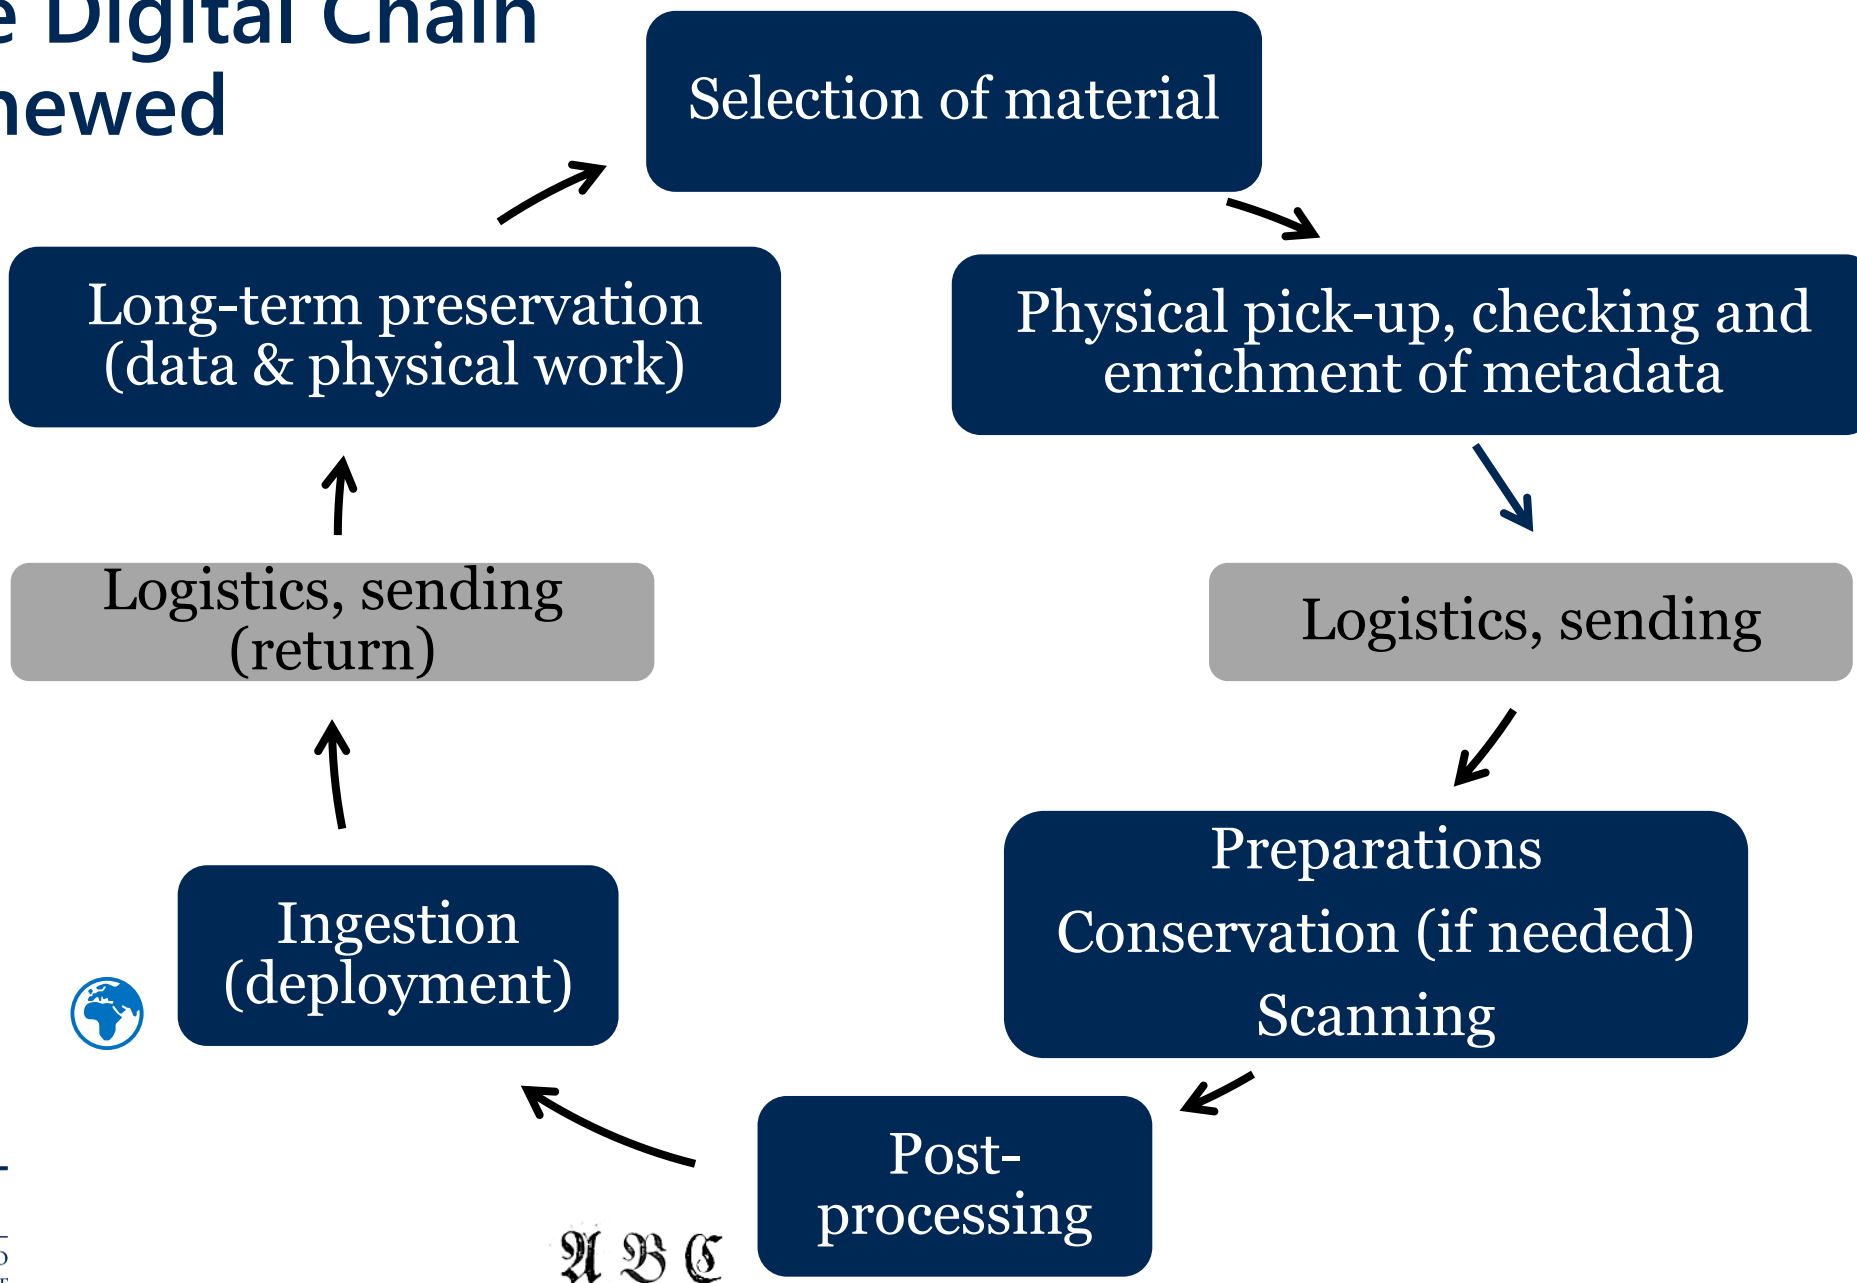 e Digital Chain
newed
Selection of material
Long-term preservation
(data & physical work)
Physical pick-up, checking and
enrichment of metadata
Logistics, sending
(return)
Logistics, sending
Preparations
Conservation (if needed)
Scanning
Ingestion
(deployment)
Post-
processing
A B C